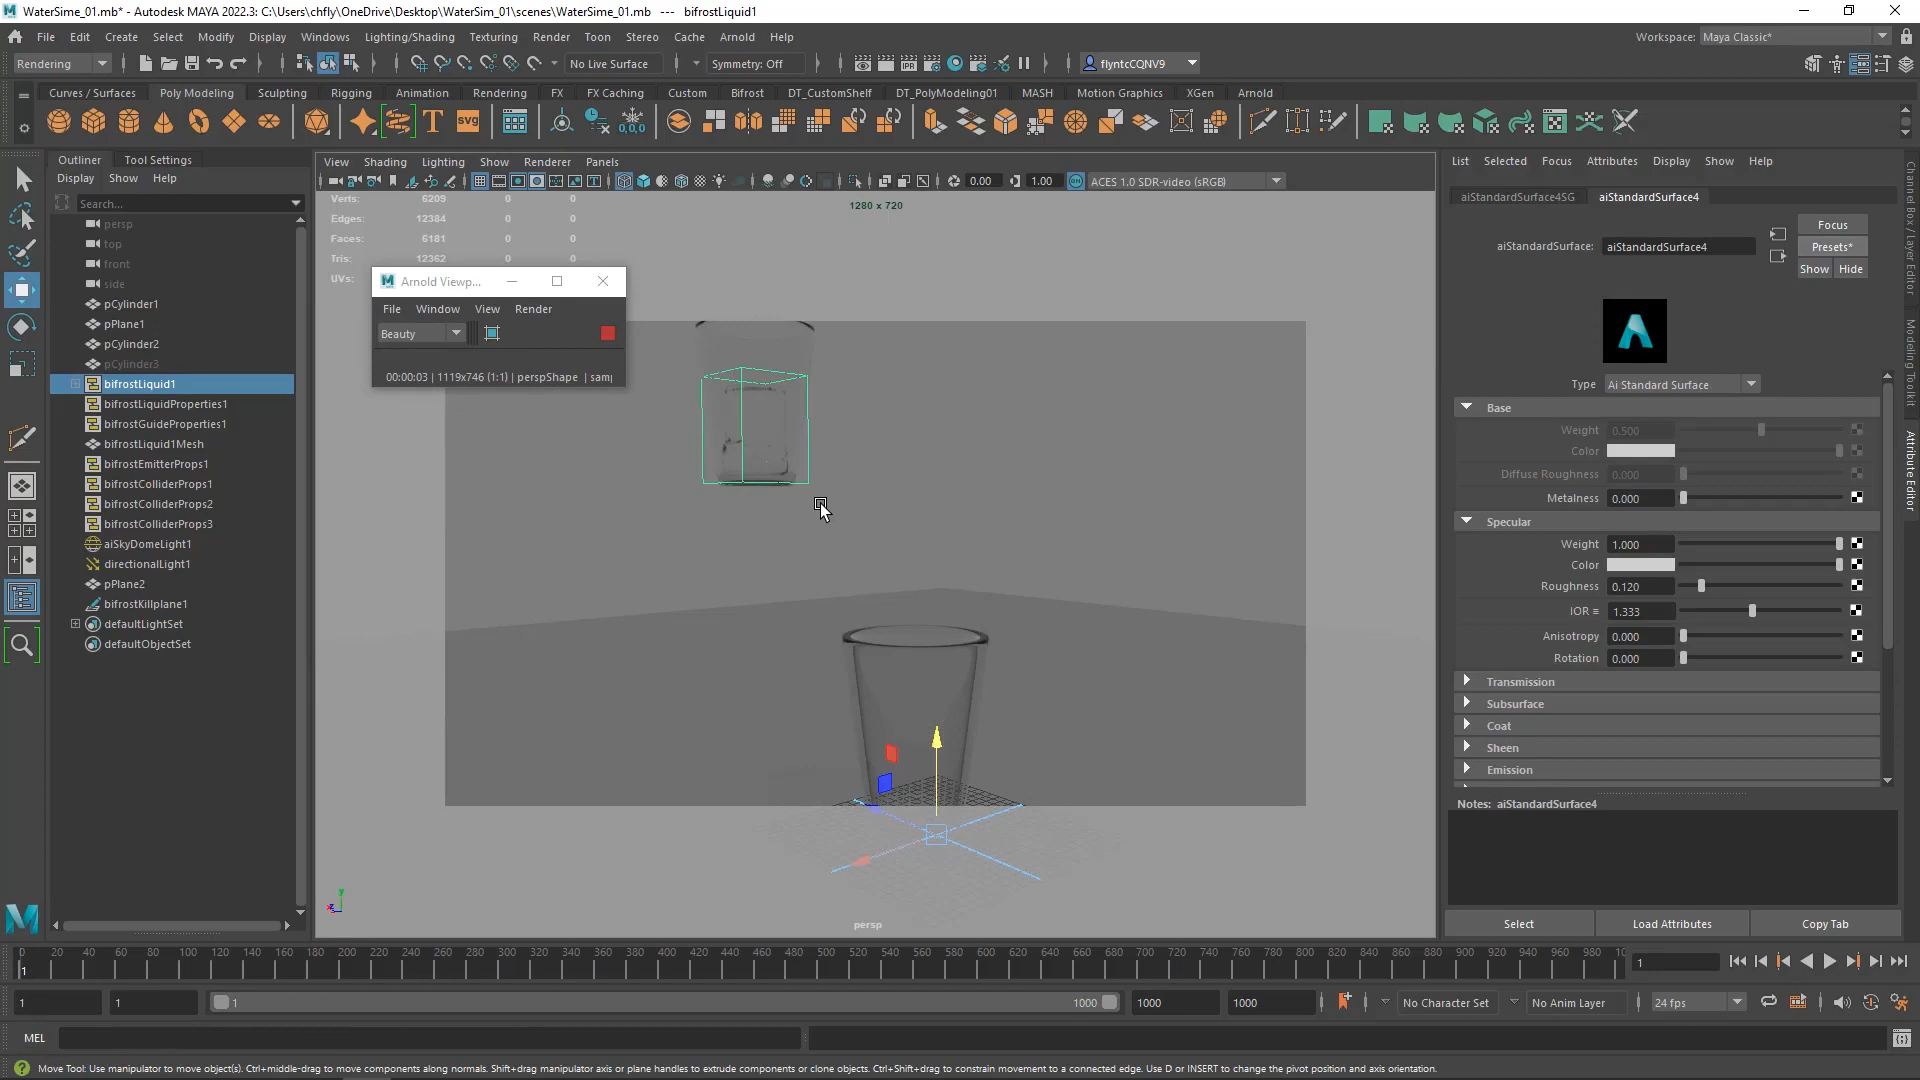 WaterSime_01.mb* - Autodesk MAYA 2022.3: C:\Users\chfly\OneDrive\Desktop\WaterSim_01\scenes\WaterSime_01.mb --- bifrostLiquid1
File Edit Create Select Modify Display Windows Lighting/Shading Texturing Render Toon Stereo Cache Arnold Help Workspace: Maya Classic*
Rendering No Live Surface Symmetry: Off flyntcCQNV9
Curves / Surfaces Poly Modeling Sculpting Rigging Animation Rendering FX FX Caching Custom Bifrost DT_CustomShelf DT_PolyModeling01 MASH Motion Graphics XGen Arnold
T svg 0,0,0
Outliner Tool Settings
Display Show Help
Search...
persp
top
front
side
pCylinder1
pPlane1
pCylinder2
pCylinder3
bifrostLiquid1
bifrostLiquidProperties1
bifrostGuideProperties1
bifrostLiquid1Mesh
bifrostEmitterProps1
bifrostColliderProps1
bifrostColliderProps2
bifrostColliderProps3
aiSkyDomeLight1
directionalLight1
pPlane2
bifrostKillplane1
defaultLightSet
defaultObjectSet
View Shading Lighting Show Renderer Panels
0.00 1.00 ACES 1.0 SDR-video (sRGB)
Verts: 6209 0 0
Edges: 12384 0 0
Faces: 6181 0 0
Tris: 12362 0 0
UVs:
1280 x 720
Arnold Viewp...
File Window View Render
Beauty
00:00:03 | 1119x746 (1:1) | perspShape | samp
persp
List Selected Focus Attributes Display Show Help
aiStandardSurface4SG aiStandardSurface4
aiStandardSurface: aiStandardSurface4
Focus
Presets*
Show Hide
Type Ai Standard Surface
Base
Weight 0.500
Color
Diffuse Roughness 0.000
Metalness 0.000
Specular
Weight 1.000
Color
Roughness 0.120
IOR 1.333
Anisotropy 0.000
Rotation 0.000
Transmission
Subsurface
Coat
Sheen
Emission
Notes: aiStandardSurface4
Select Load Attributes Copy Tab
Channel Box / Layer Editor
Modeling Toolkit
Attribute Editor
0 20 40 60 80 100 120 140 160 180 200 220 240 260 280 300 320 340 360 380 400 420 440 460 480 500 520 540 560 580 600 620 640 660 680 700 720 740 760 780 800 820 840 860 880 900 920 940 960 980
1 1
1 1 1 1000 1000 1000 No Character Set No Anim Layer 24 fps
MEL
Move Tool: Use manipulator to move object(s). Ctrl+middle-drag to move components along normals. Shift+drag manipulator axis or plane handles to extrude components or clone objects. Ctrl+Shift+drag to constrain movement to a connected edge. Use D or INSERT to change the pivot position and axis orientation.